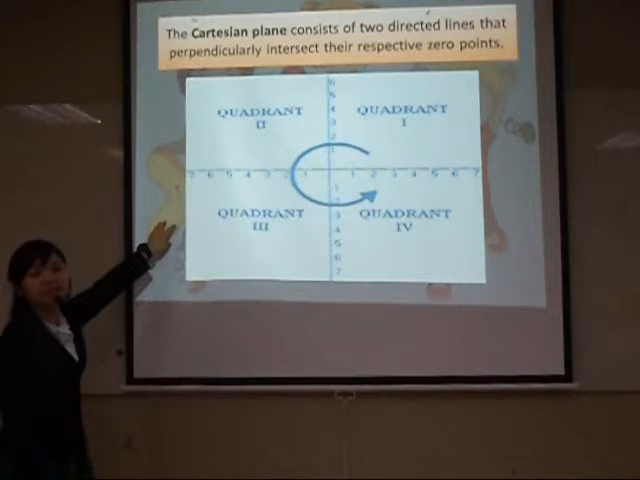 The Cartesian plane consists of two directed lines that
perpendicularly intersect their respective zero points.
QUADRANT
II
QUADRANT
I
QUADRANT
III
QUADRANT
IV